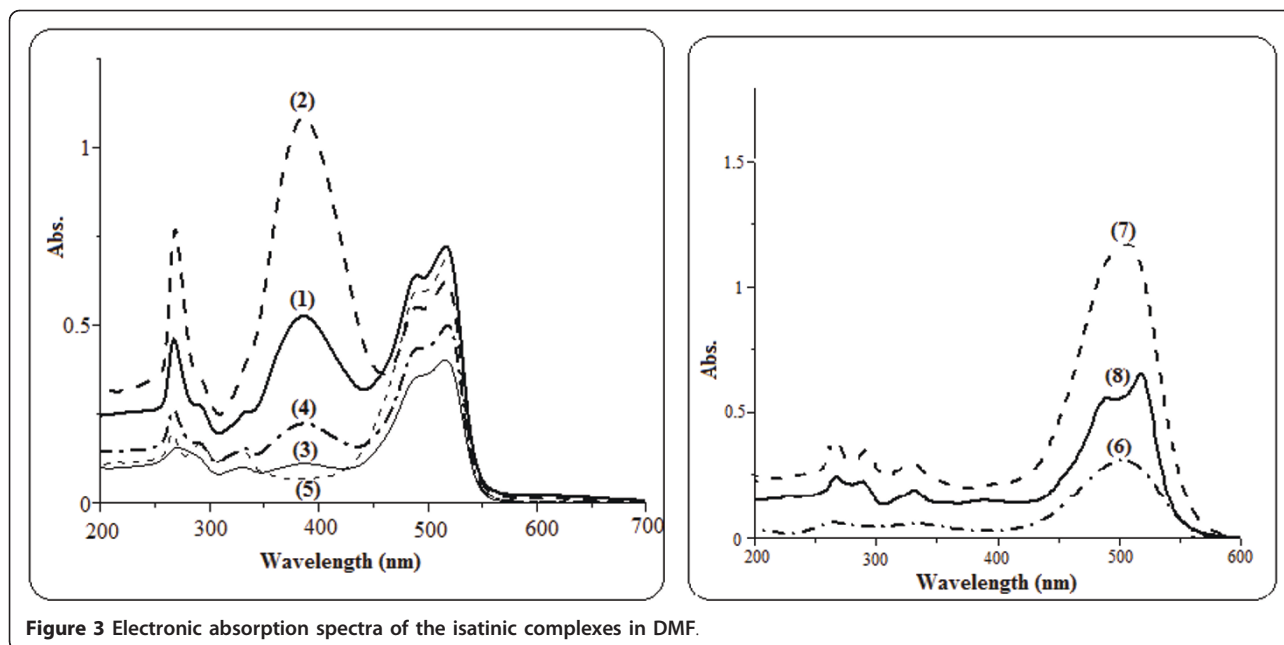 (2)
1
(1)
Abs.
0.5
(4)
(3)
(5)
0
200 300 400 500 600 700
Wavelength (nm)
1.5
(7)
1
Abs.
(8)
0.5
(6)
0
200 300 400 500 600
Wavelength (nm)
Figure 3 Electronic absorption spectra of the isatinic complexes in DMF.